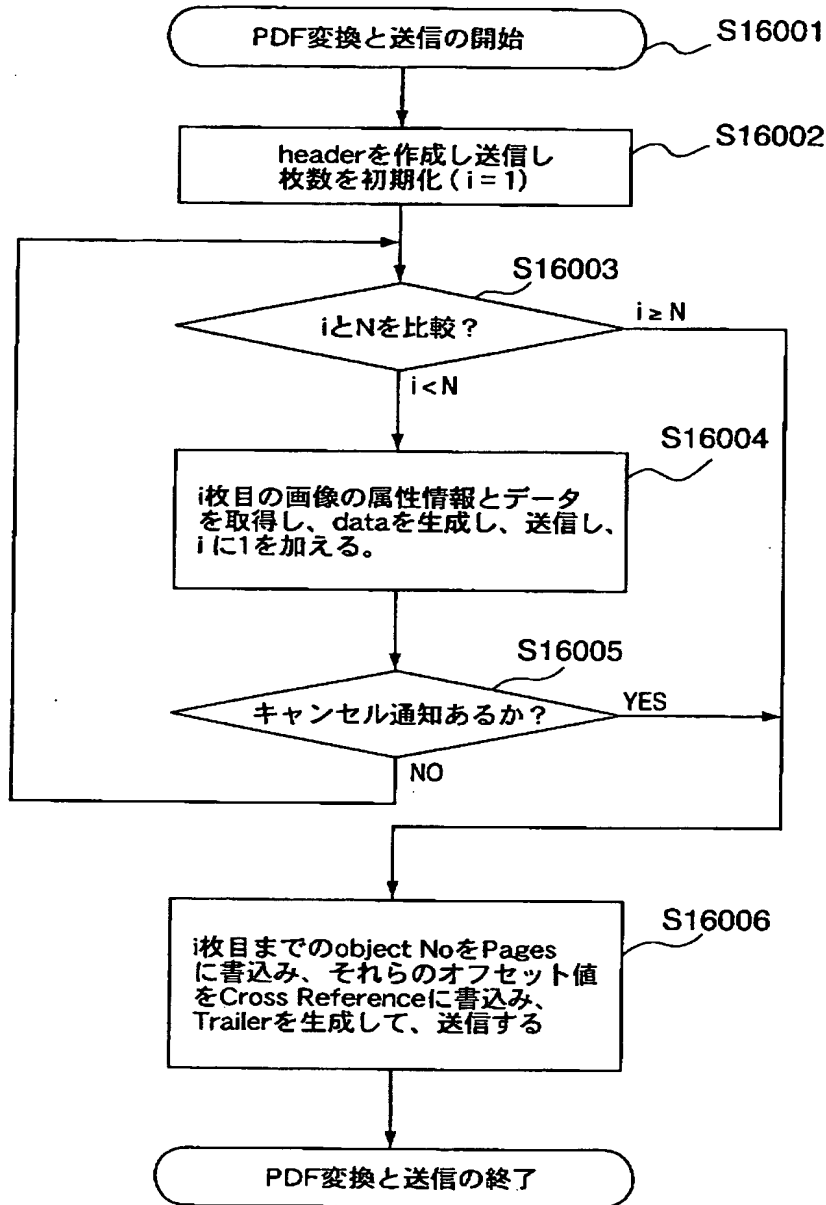 PDF変換と送信の開始
S16001
headerを作成し送信し
枚数を初期化(i=1)
S16002
S16003
iとNを比較?
i≥N
i<N
S16004
i枚目の画像の属性情報とデータ
を取得し、dataを生成し、送信し、
iに1を加える。
S16005
キャンセル通知あるか?
YES
NO
S16006
i枚目までのobject NoをPages
に書込み、それらのオフセット値
をCross Referenceに書込み、
Trailerを生成して、送信する
PDF変換と送信の終了